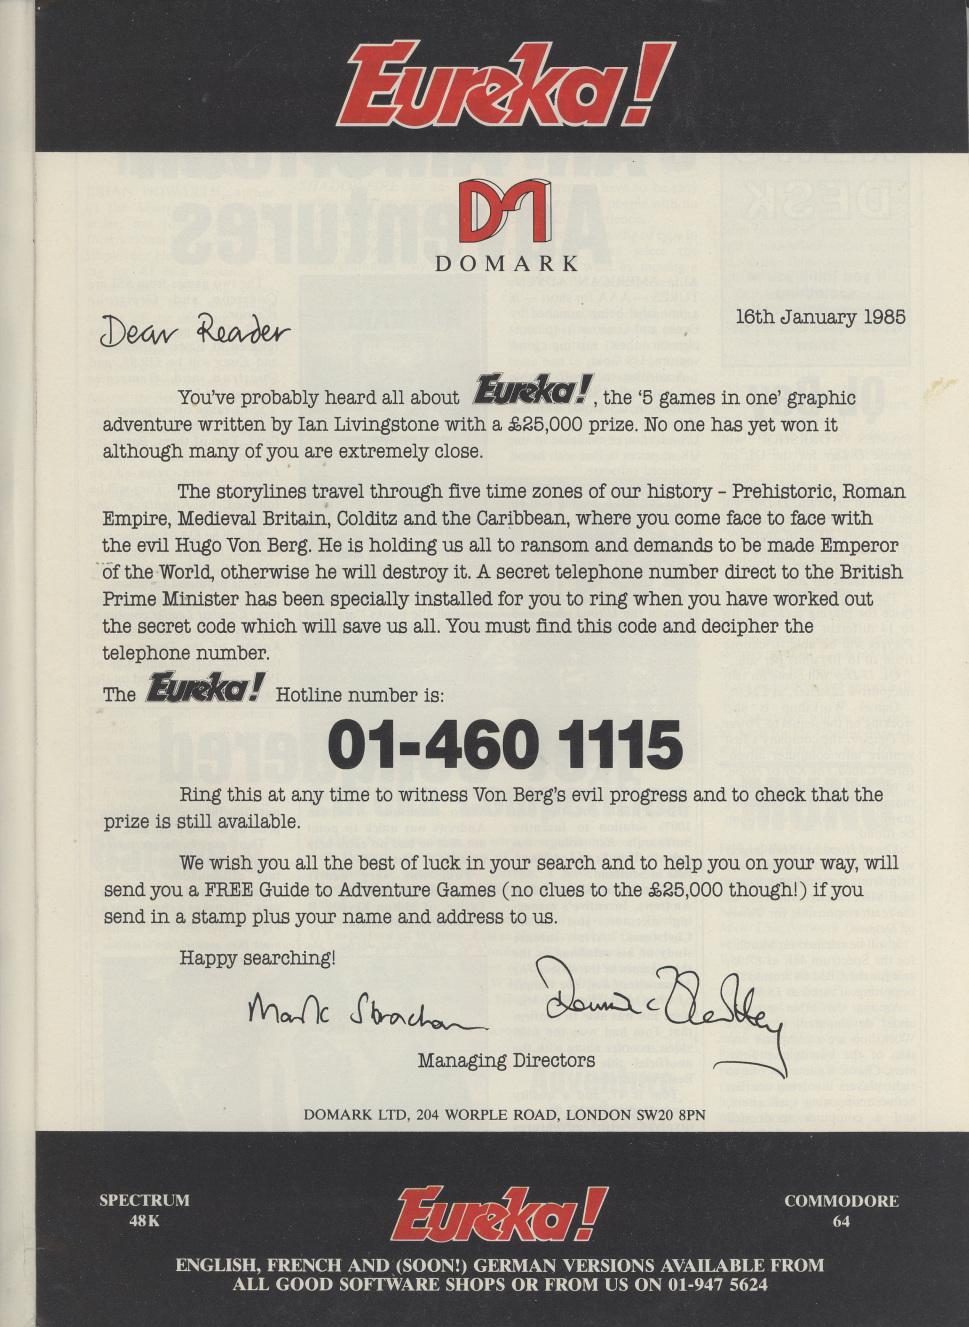 Eureka!
DOMARK
16th January 1985
Dear Reader
You've probably heard all about Eureka!, the '5 games in one' graphic
adventure written by Ian Livingstone with a £25,000 prize. No one has yet won it
although many of you are extremely close.
The storylines travel through five time zones of our history – Prehistoric, Roman
Empire, Medieval Britain, Colditz and the Caribbean, where you come face to face with
the evil Hugo Von Berg. He is holding us all to ransom and demands to be made Emperor
of the World, otherwise he will destroy it. A secret telephone number direct to the British
Prime Minister has been specially installed for you to ring when you have worked out
the secret code which will save us all. You must find this code and decipher the
telephone number.
The Eureka! Hotline number is:
01-460 1115
Ring this at any time to witness Von Berg's evil progress and to check that the
prize is still available.
We wish you all the best of luck in your search and to help you on your way, will
send you a FREE Guide to Adventure Games (no clues to the £25,000 though!) if you
send in a stamp plus your name and address to us.
Happy searching!
Mark Strachan Dominic Wheatley
Managing Directors
DOMARK LTD, 204 WORPLE ROAD, LONDON SW20 8PN
SPECTRUM
48K
Eureka!
COMMODORE
64
ENGLISH, FRENCH AND (SOON!) GERMAN VERSIONS AVAILABLE FROM
ALL GOOD SOFTWARE SHOPS OR FROM US ON 01-947 5624